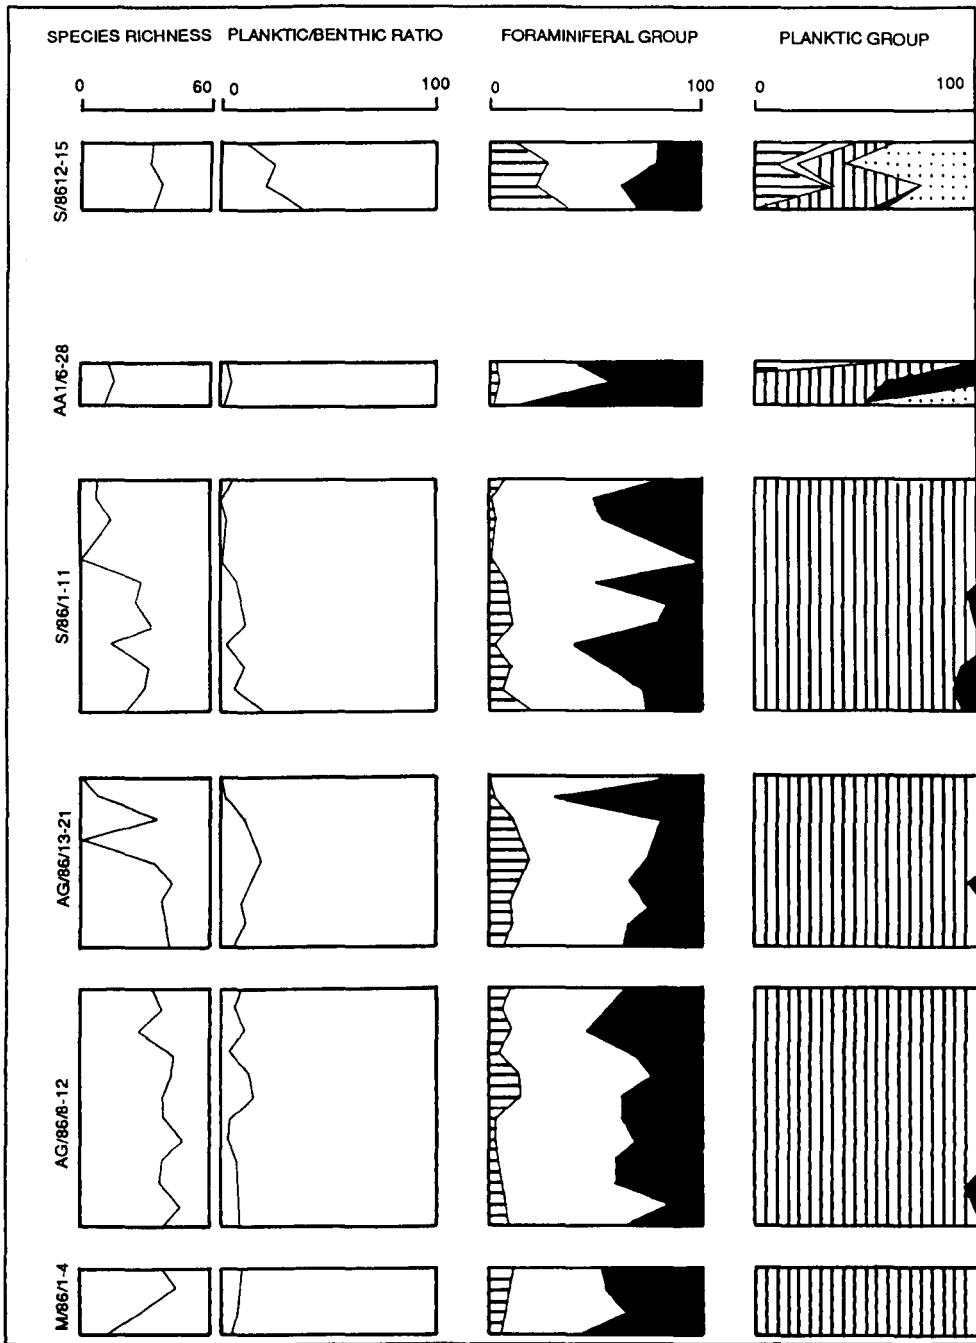 SPECIES RICHNESS PLANKTIC/BENTHIC RATIO FORAMINIFERAL GROUP PLANKTIC GROUP
0 60 0 100 0 100 0 100
S/8612-15
AA1/6-28
S/86/1-11
AG/86/13-21
AG/86/8-12
M/86/1-4